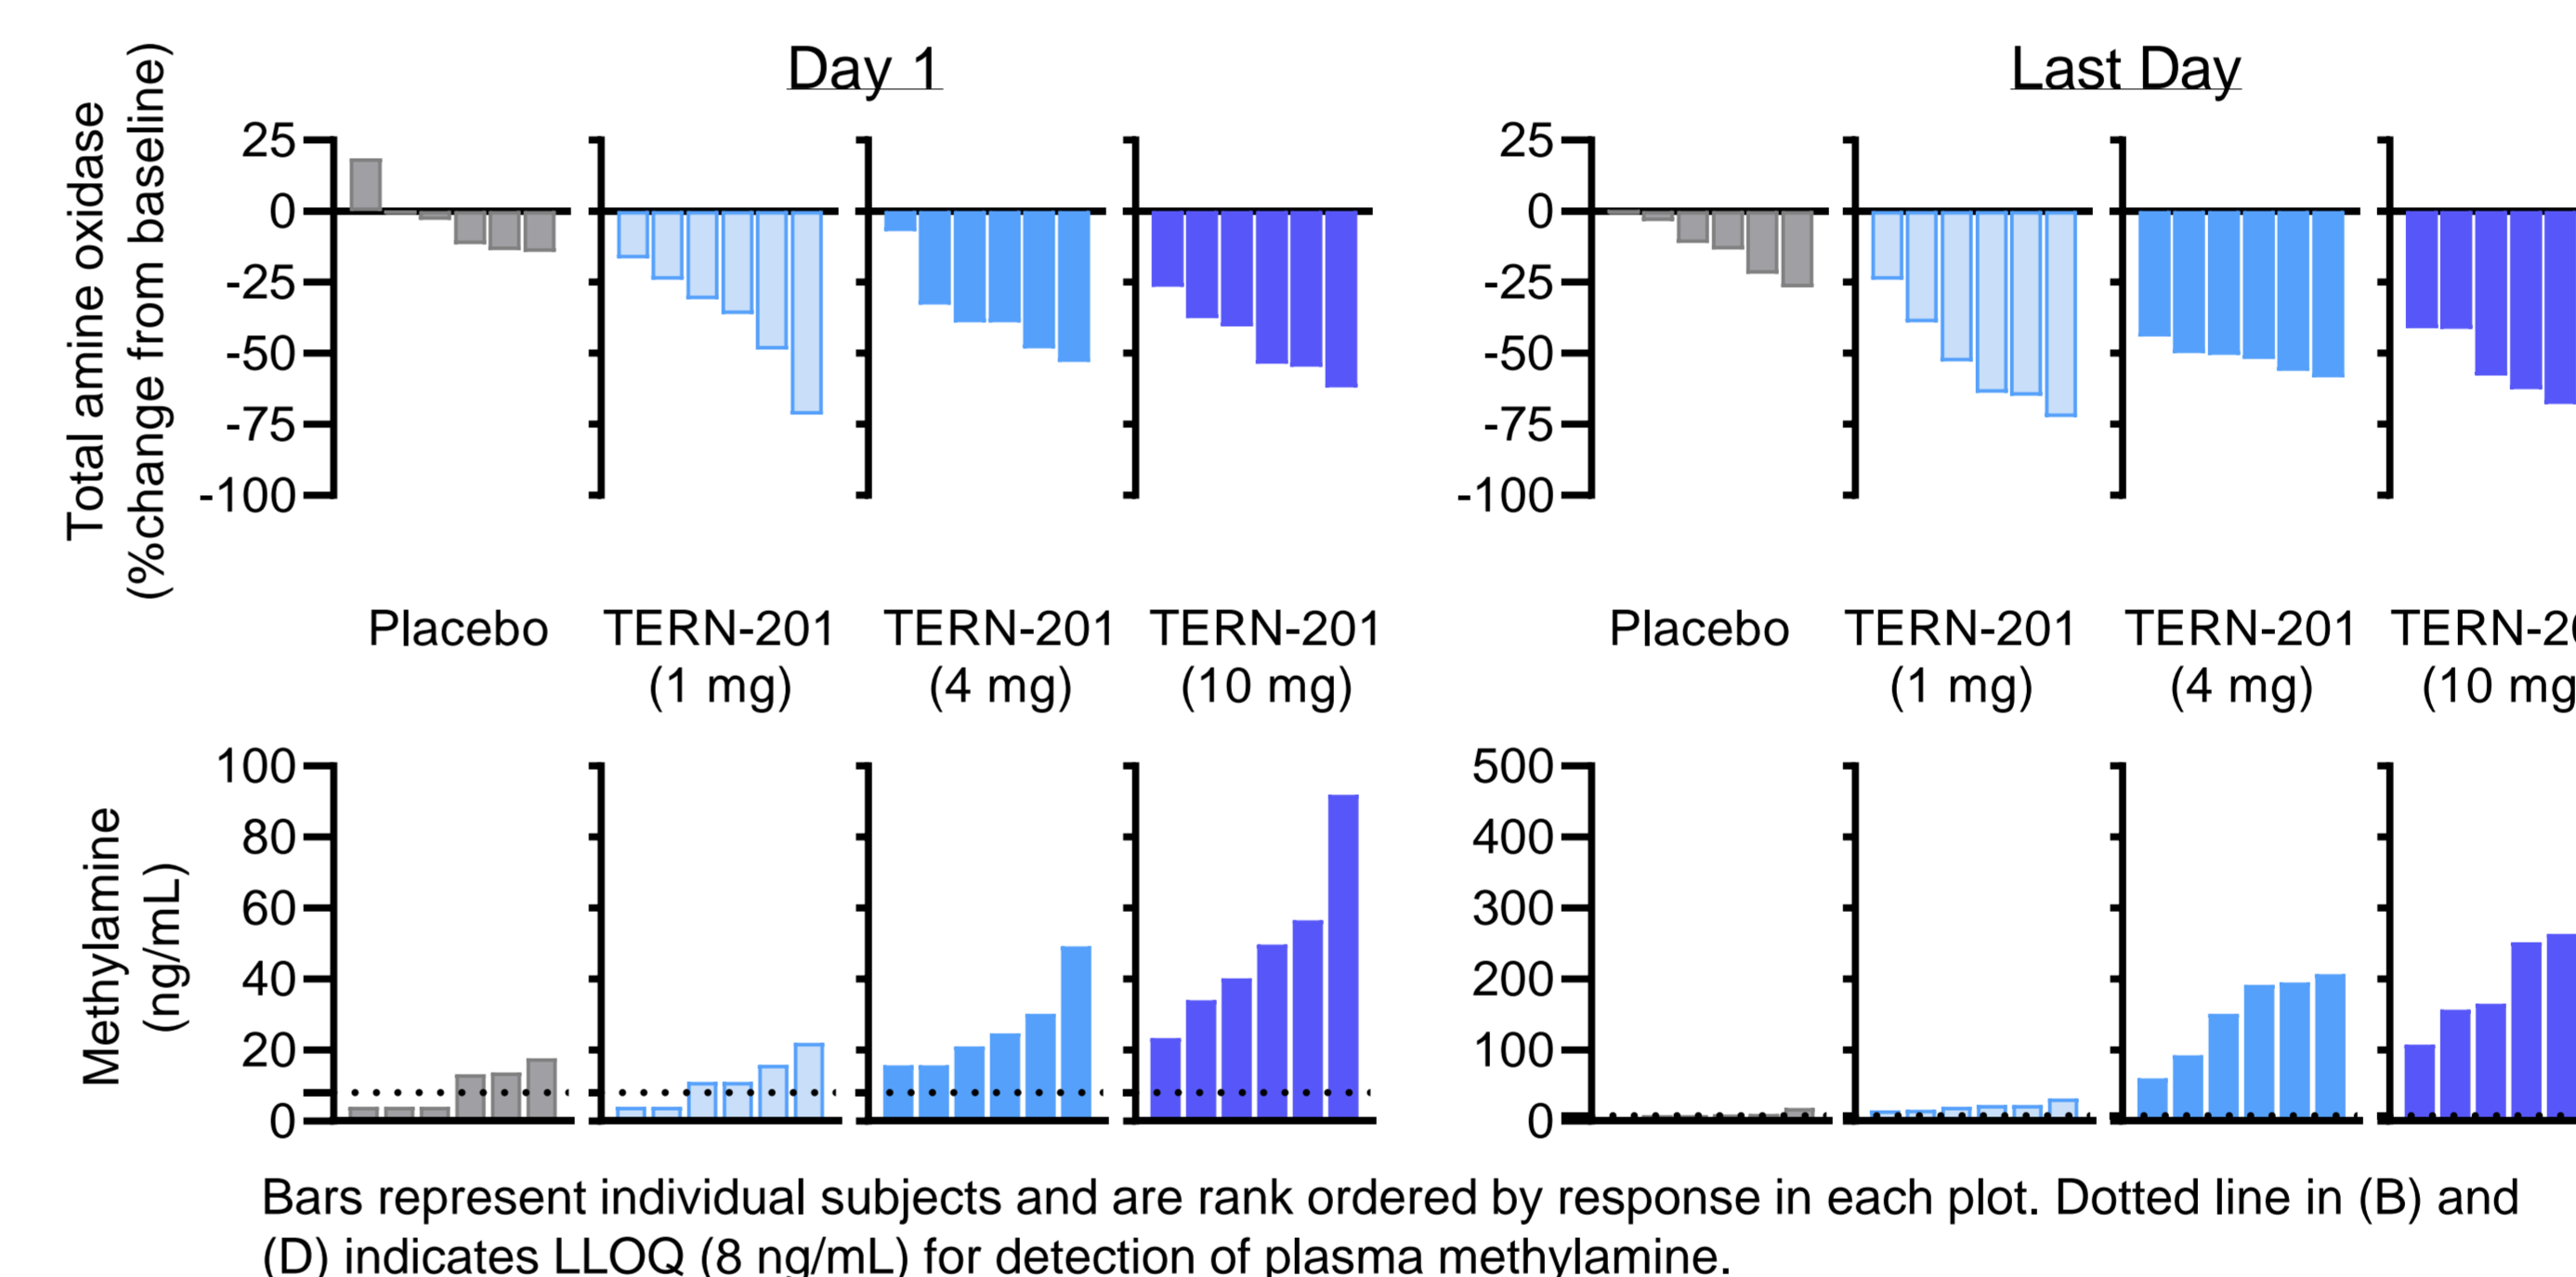 Day 1
Last Day
Total amine oxidase
(%change from baseline)
25
0
-25
-50
-75
-100
25
0
-25
-50
-75
-100
Placebo
TERN-201
(1 mg)
TERN-201
(4 mg)
TERN-201
(10 mg)
Placebo
TERN-201
(1 mg)
TERN-201
(4 mg)
TERN-20
(10 mg
Methylamine
(ng/mL)
100
80
60
40
20
0
500
400
300
200
100
0
Bars represent individual subjects and are rank ordered by response in each plot. Dotted line in (B) and
(D) indicates LLOQ (8 ng/mL) for detection of plasma methylamine.